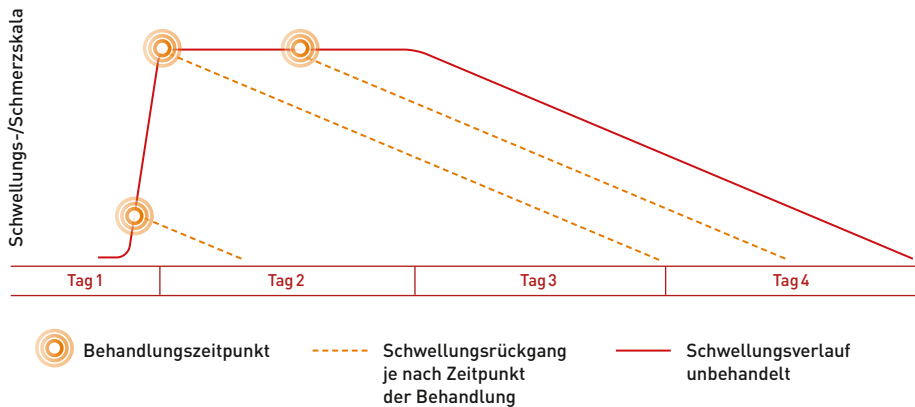 Schwellungs-/Schmerzskala
Tag 1
Tag 2
Tag 3
Tag 4
Behandlungszeitpunkt
Schwellungsrückgang
je nach Zeitpunkt
der Behandlung
Schwellungsverlauf
unbehandelt